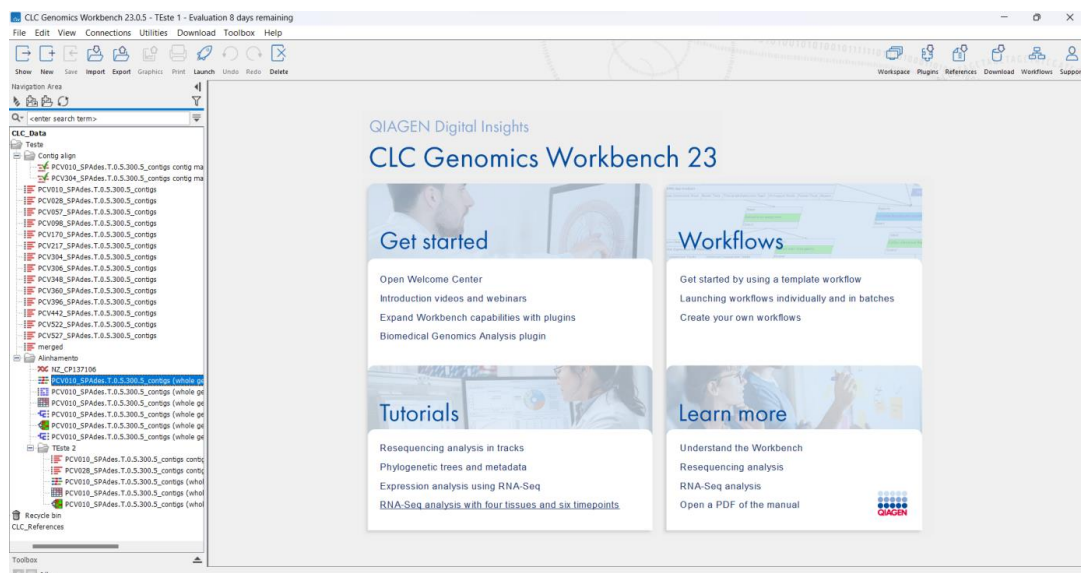 CLC Genomics Workbench 23.0.5 - TEste 1 - Evaluation 8 days remaining
File Edit View Connections Utilities Download Toolbox Help
Show New Save Import Export Graphics Print Launch Undo Redo Delete
Workspace Plugins References Download Workflows Support
Navigation Area
<enter search term>
CLC_Data
Teste
Contig align
PCV010_SPAdes.T.0.5.300.5_contigs contig ma
PCV304_SPAdes.T.0.5.300.5_contigs contig ma
PCV010_SPAdes.T.0.5.300.5_contigs
PCV028_SPAdes.T.0.5.300.5_contigs
PCV057_SPAdes.T.0.5.300.5_contigs
PCV098_SPAdes.T.0.5.300.5_contigs
PCV170_SPAdes.T.0.5.300.5_contigs
PCV217_SPAdes.T.0.5.300.5_contigs
PCV304_SPAdes.T.0.5.300.5_contigs
PCV306_SPAdes.T.0.5.300.5_contigs
PCV348_SPAdes.T.0.5.300.5_contigs
PCV360_SPAdes.T.0.5.300.5_contigs
PCV396_SPAdes.T.0.5.300.5_contigs
PCV442_SPAdes.T.0.5.300.5_contigs
PCV522_SPAdes.T.0.5.300.5_contigs
PCV527_SPAdes.T.0.5.300.5_contigs
merged
Alinhamento
NZ_CP137106
PCV010_SPAdes.T.0.5.300.5_contigs (whole ge
PCV010_SPAdes.T.0.5.300.5_contigs (whole ge
PCV010_SPAdes.T.0.5.300.5_contigs (whole ge
PCV010_SPAdes.T.0.5.300.5_contigs (whole ge
PCV010_SPAdes.T.0.5.300.5_contigs (whole ge
PCV010_SPAdes.T.0.5.300.5_contigs (whole ge
TEste 2
PCV010_SPAdes.T.0.5.300.5_contigs contig
PCV028_SPAdes.T.0.5.300.5_contigs contig
PCV010_SPAdes.T.0.5.300.5_contigs (whol
PCV010_SPAdes.T.0.5.300.5_contigs (whol
PCV010_SPAdes.T.0.5.300.5_contigs (whol
Recycle bin
CLC_References
Toolbox
QIAGEN Digital Insights
CLC Genomics Workbench 23
Get started
Open Welcome Center
Introduction videos and webinars
Expand Workbench capabilities with plugins
Biomedical Genomics Analysis plugin
Workflows
Get started by using a template workflow
Launching workflows individually and in batches
Create your own workflows
Tutorials
Resequencing analysis in tracks
Phylogenetic trees and metadata
Expression analysis using RNA-Seq
RNA-Seq analysis with four tissues and six timepoints
Learn more
Understand the Workbench
Resequencing analysis
RNA-Seq analysis
Open a PDF of the manual
QIAGEN